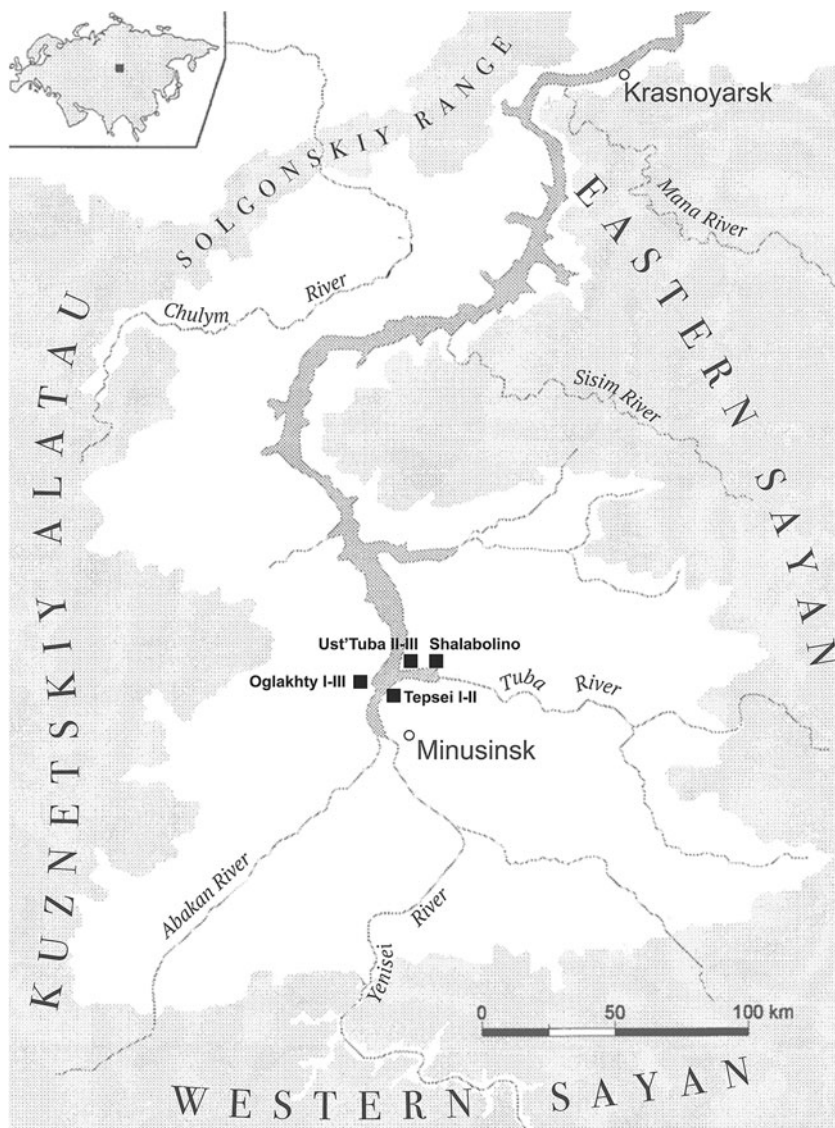 Krasnoyarsk
SOLGONSKIY RANGE
Mana River
EASTERN SAYAN
Chulym River
Sisim River
KUZNETSKIY ALATAU
Ust'Tuba II-III
Shalabolino
Oglakhty I-III
Tepsei I-II
Tuba River
Minusinsk
Abakan River
Yenisei River
0 50 100 km
WESTERN SAYAN